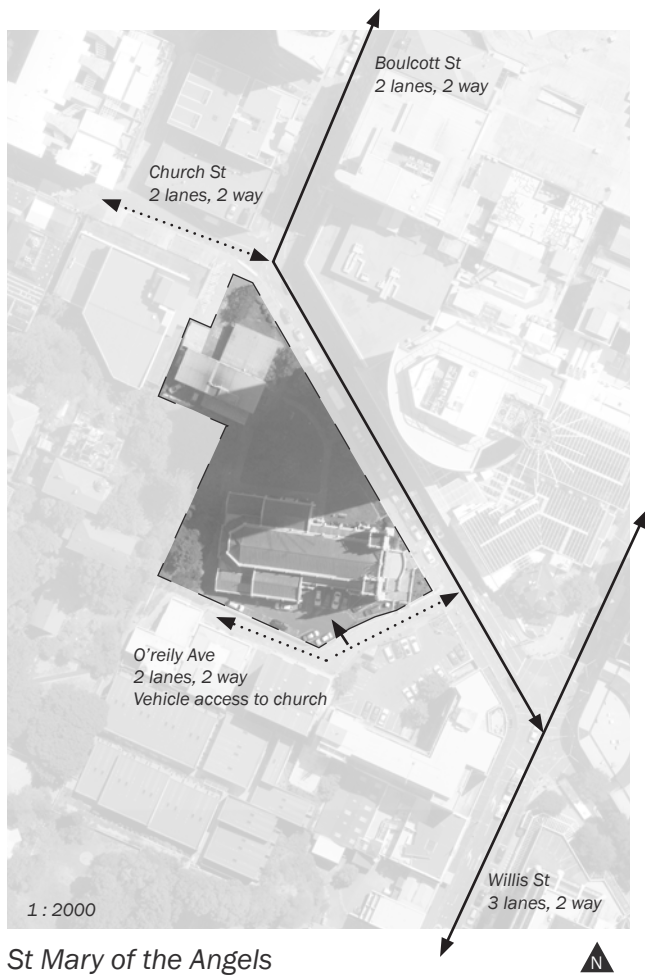 Boulcott St
2 lanes, 2 way
Church St
2 lanes, 2 way
O'reily Ave
2 lanes, 2 way
Vehicle access to church
Willis St
3 lanes, 2 way
1 : 2000
St Mary of the Angels
N